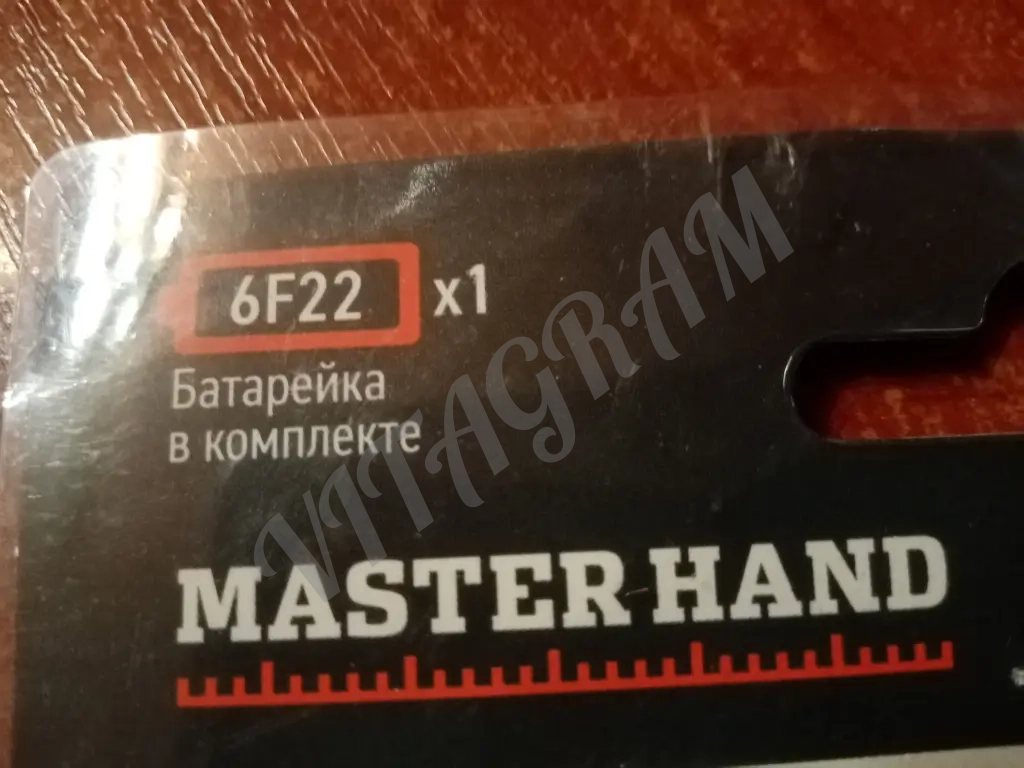 6F22 x1
Батарейка
в комплекте
VITAGRAM
MASTER HAND